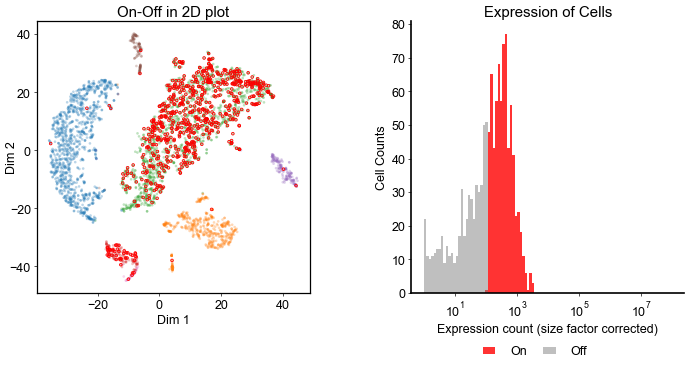 On-Off in 2D plot
40
20
0
−20
−40
Dim 2
−20
0
20
40
Dim 1
Expression of Cells
80
70
60
50
40
30
20
10
0
Cell Counts
10^1
10^3
10^5
10^7
Expression count (size factor corrected)
On
Off